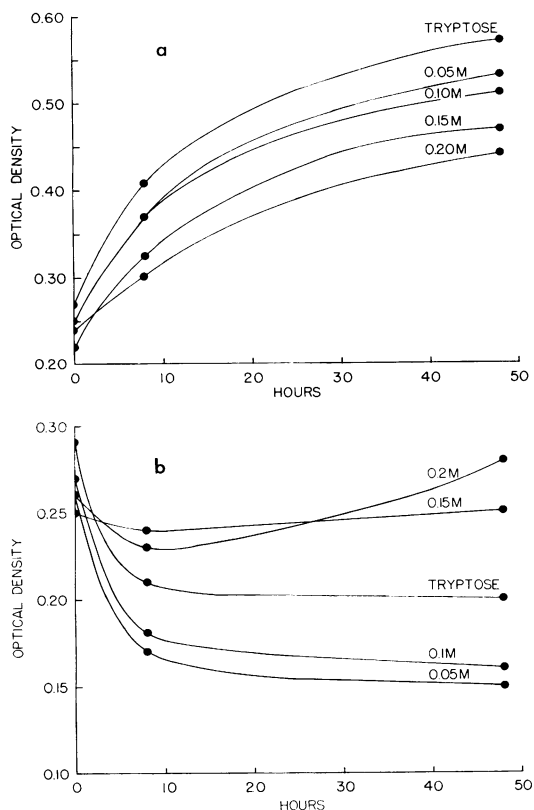 0.60
a
TRYPTOSE
0.05M
0.50
0.10M
0.15M
0.20M
0.40
OPTICAL DENSITY
0.30
0.20
0 10 20 30 40 50
HOURS
0.30
b
0.2M
0.15M
0.25
OPTICAL DENSITY
TRYPTOSE
0.20
0.1M
0.05M
0.15
0.10
0 10 20 30 40 50
HOURS